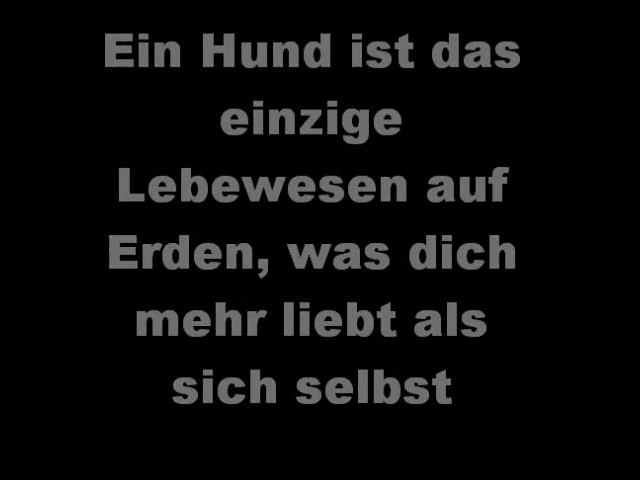 Ein Hund ist das
einzige
Lebewesen auf
Erden, was dich
mehr liebt als
sich selbst